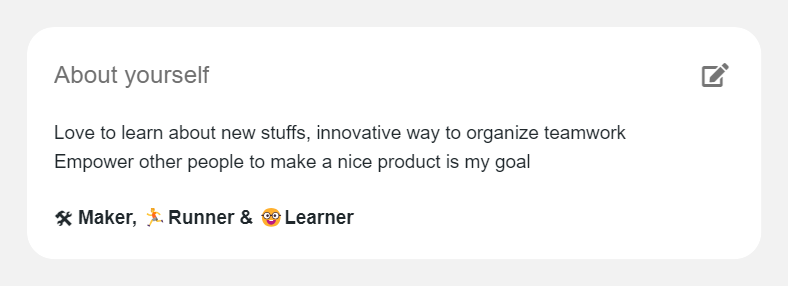 About yourself
Love to learn about new stuffs, innovative way to organize teamwork
Empower other people to make a nice product is my goal
🛠 Maker, 🏃Runner & 🤓Learner